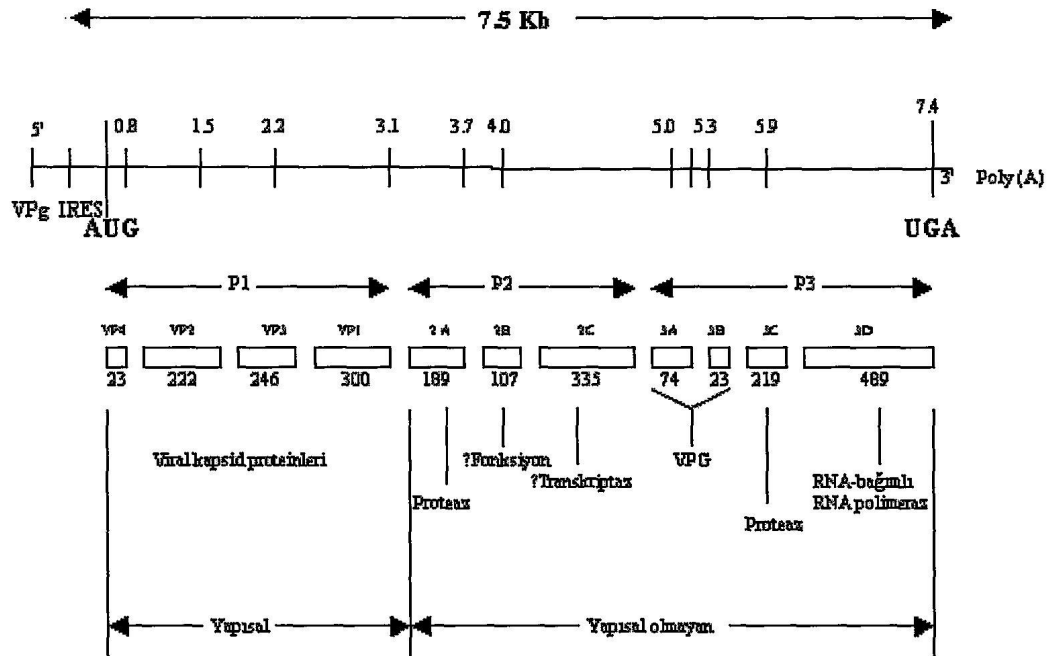 7.5 Kb
5' 0.8 1.5 2.2 3.1 3.7 4.0 5.0 5.3 5.9 7.4
3' Poly (A)
VPg IRES
AUG UGA
P1 P2 P3
VP4 VP2 VP3 VP1 2A 2B 2C 3A 3B 3C 3D
23 222 246 300 189 107 335 74 23 219 489
Viral kapsid proteinleri ?Fonksiyon VPG
?Transkriptaz RNA-bağımlı
Proteaz RNA polimeraz
Proteaz
Yapısal Yapısal olmayan